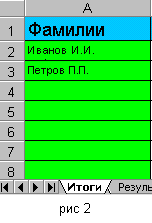 A
1 Фамилии
2 Иванов И.И.
3 Петров П.П.
4
5
6
7
8
Итоги Резуль
рис 2